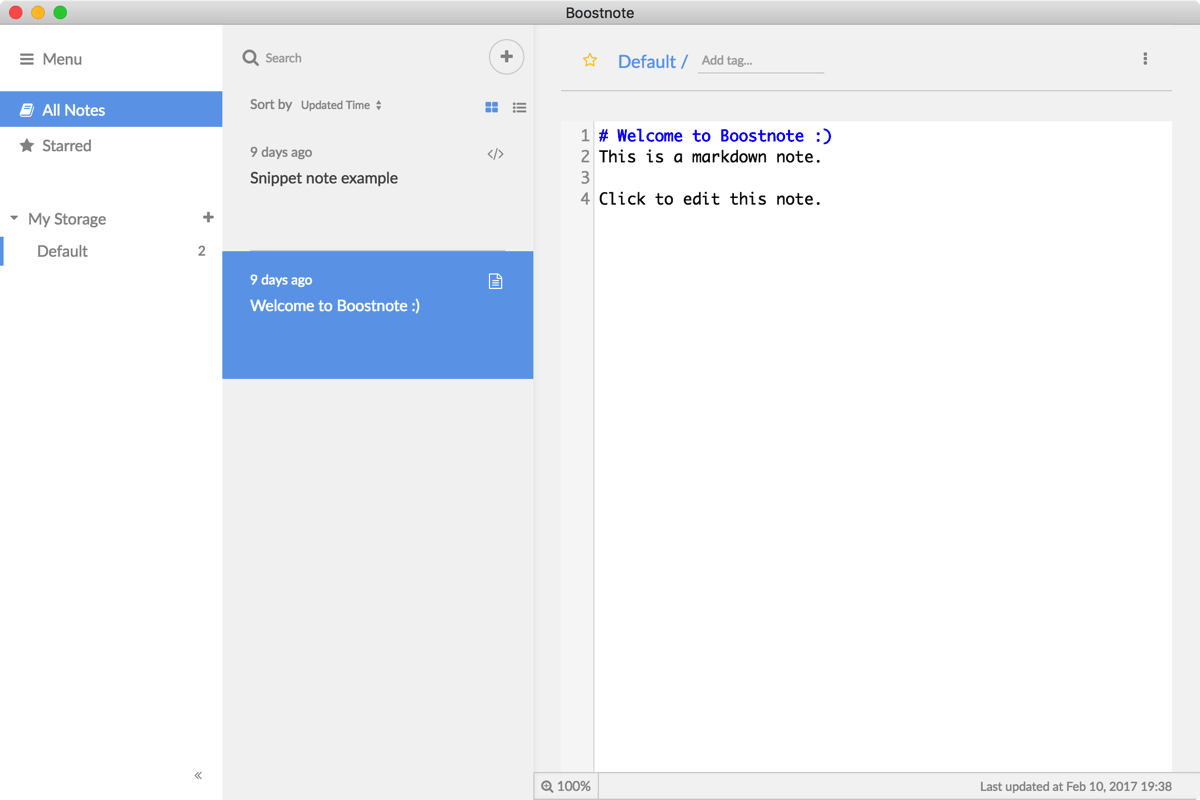 Boostnote
Menu
All Notes
Starred
My Storage
Default 2
Search
Sort by Updated Time
9 days ago
Snippet note example
9 days ago
Welcome to Boostnote :)
Default / Add tag...
1 # Welcome to Boostnote :)
2 This is a markdown note.
3
4 Click to edit this note.
100%
Last updated at Feb 10, 2017 19:38